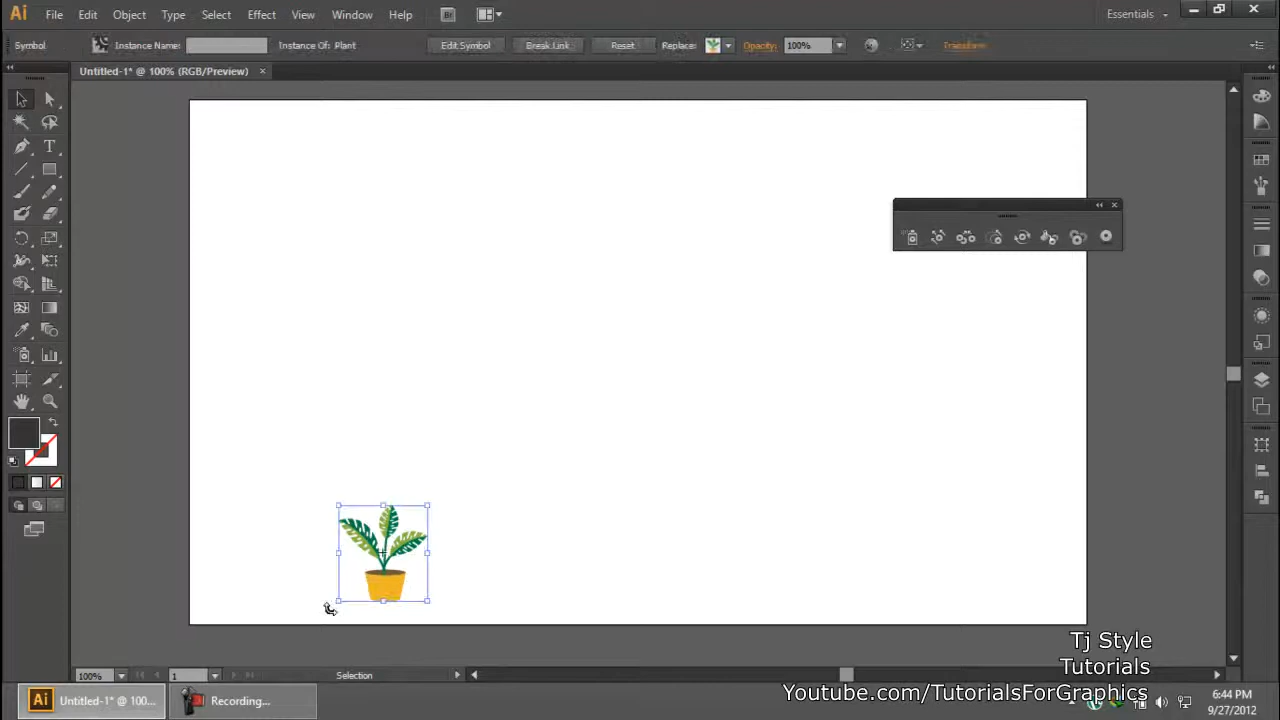 Ai File Edit Object Type Select Effect View Window Help Br Essentials
Symbol Instance Name: Instance Of: Plant Edit Symbol Break Link Reset Replace: Opacity: 100% Transform
Untitled-1* @ 100% (RGB/Preview)
T
100% 1 Selection
Tj Style
Tutorials
Youtube.com/TutorialsForGraphics
Ai Untitled-1* @ 100... Recording...
6:44 PM
9/27/2012